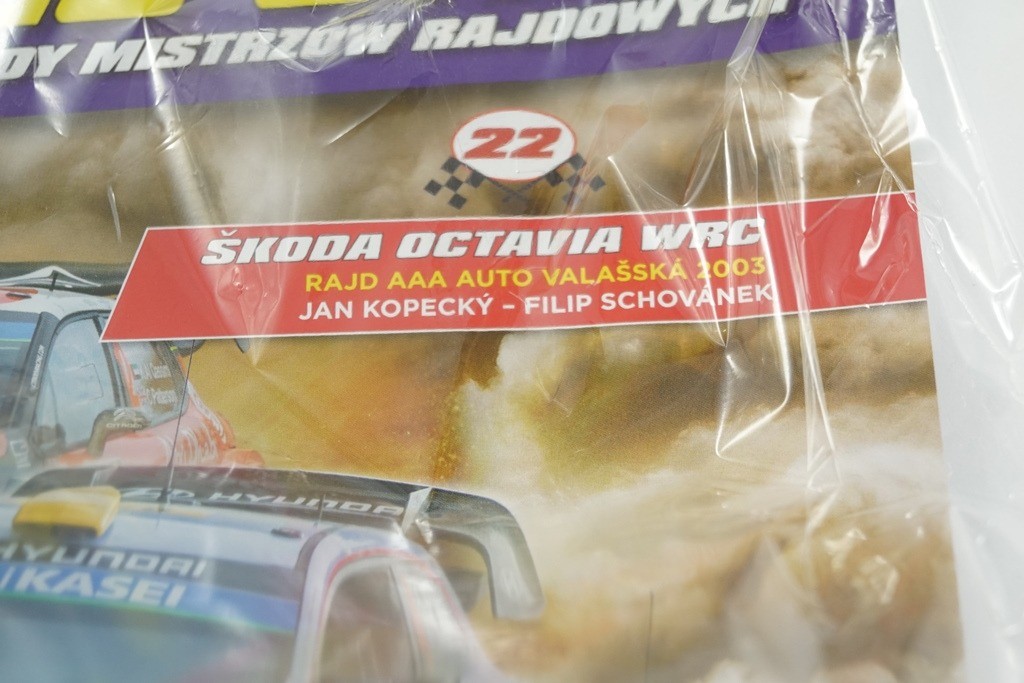 DY MISTRZÓW RAJDOWYCH
22
ŠKODA OCTAVIA WRC
RAJD AAA AUTO VALAŠSKÁ 2003
JAN KOPECKÝ – FILIP SCHOVÁNEK
CITROËN
HYUNDAI
HYUNDAI
KASEI